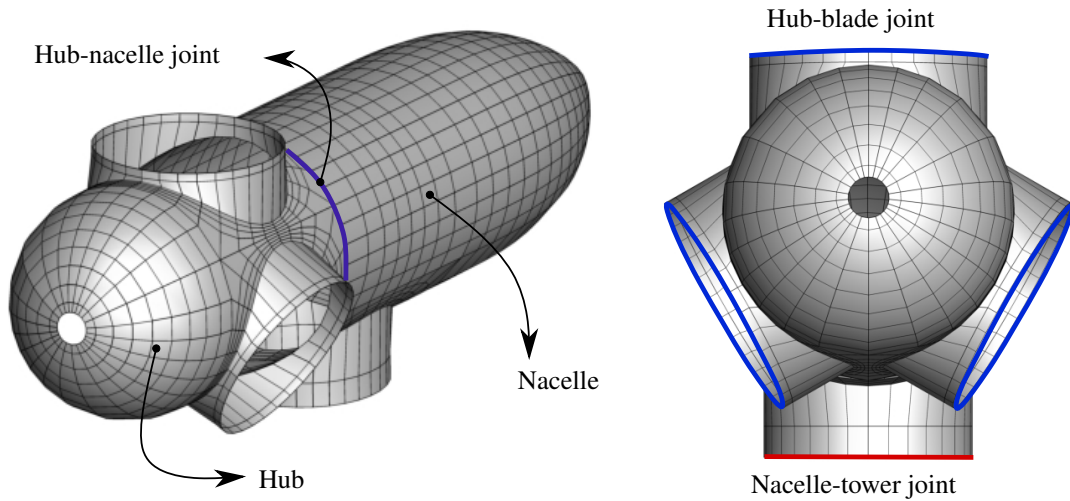 Hub-nacelle joint
Nacelle
Hub
Hub-blade joint
Nacelle-tower joint